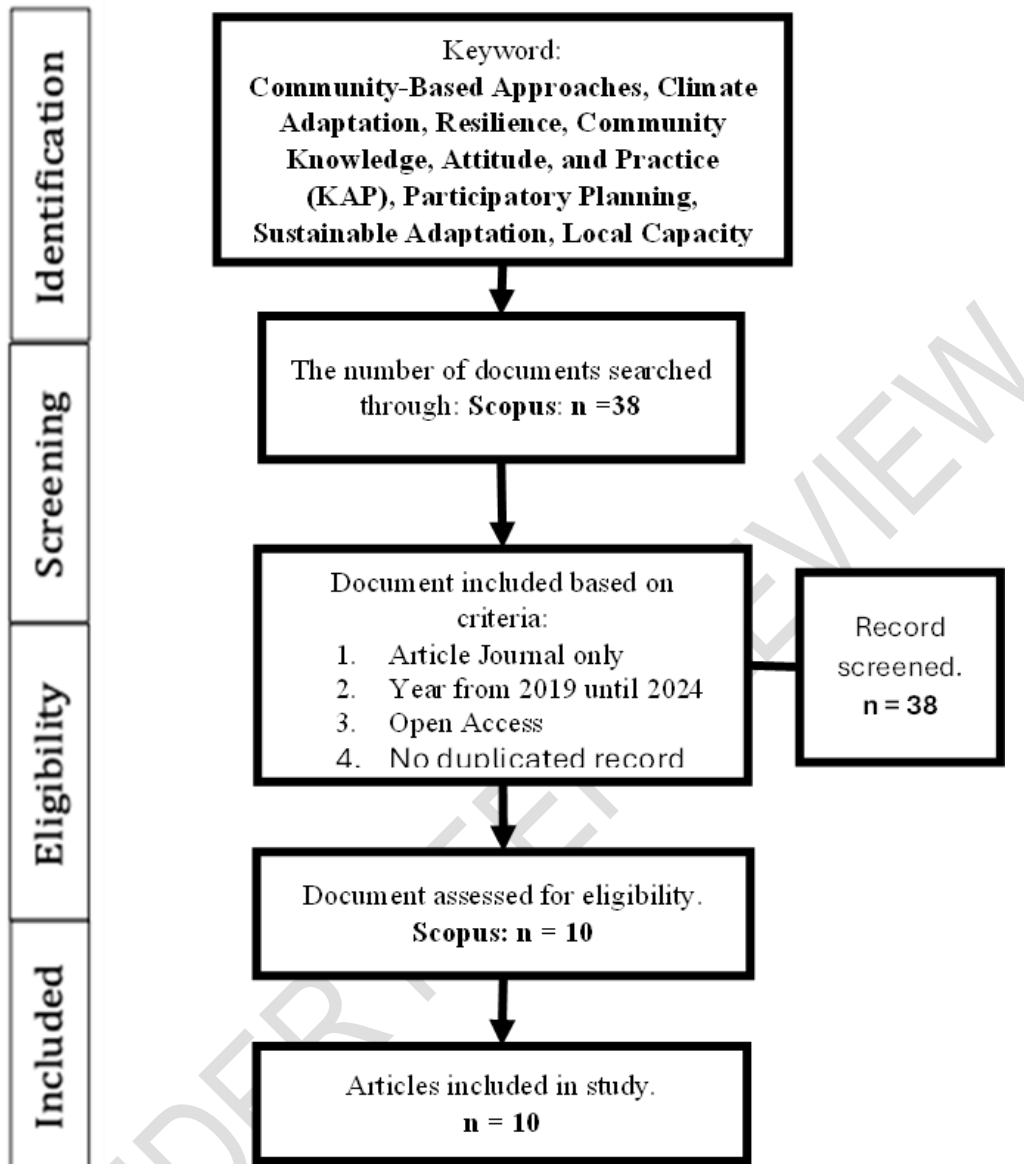 Identification
Keyword:
Community-Based Approaches, Climate
Adaptation, Resilience, Community
Knowledge, Attitude, and Practice
(KAP), Participatory Planning,
Sustainable Adaptation, Local Capacity
Screening
The number of documents searched
through: Scopus: n =38
Eligibility
Document included based on
criteria:
1. Article Journal only
2. Year from 2019 until 2024
3. Open Access
4. No duplicated record
Record
screened.
n = 38
Document assessed for eligibility.
Scopus: n = 10
Included
Articles included in study.
n = 10